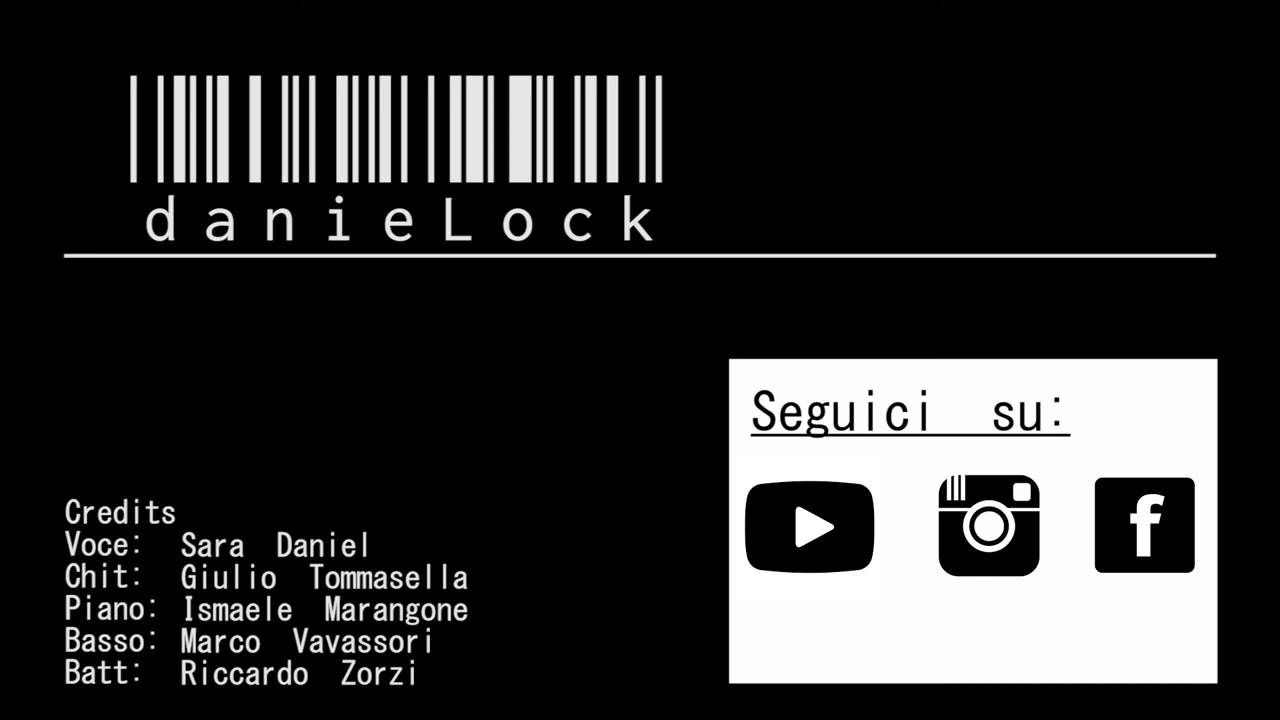 danieLock
Seguici su:
Credits
Voce: Sara Daniel
Chit: Giulio Tommasella
Piano: Ismaele Marangone
Basso: Marco Vavassori
Batt: Riccardo Zorzi